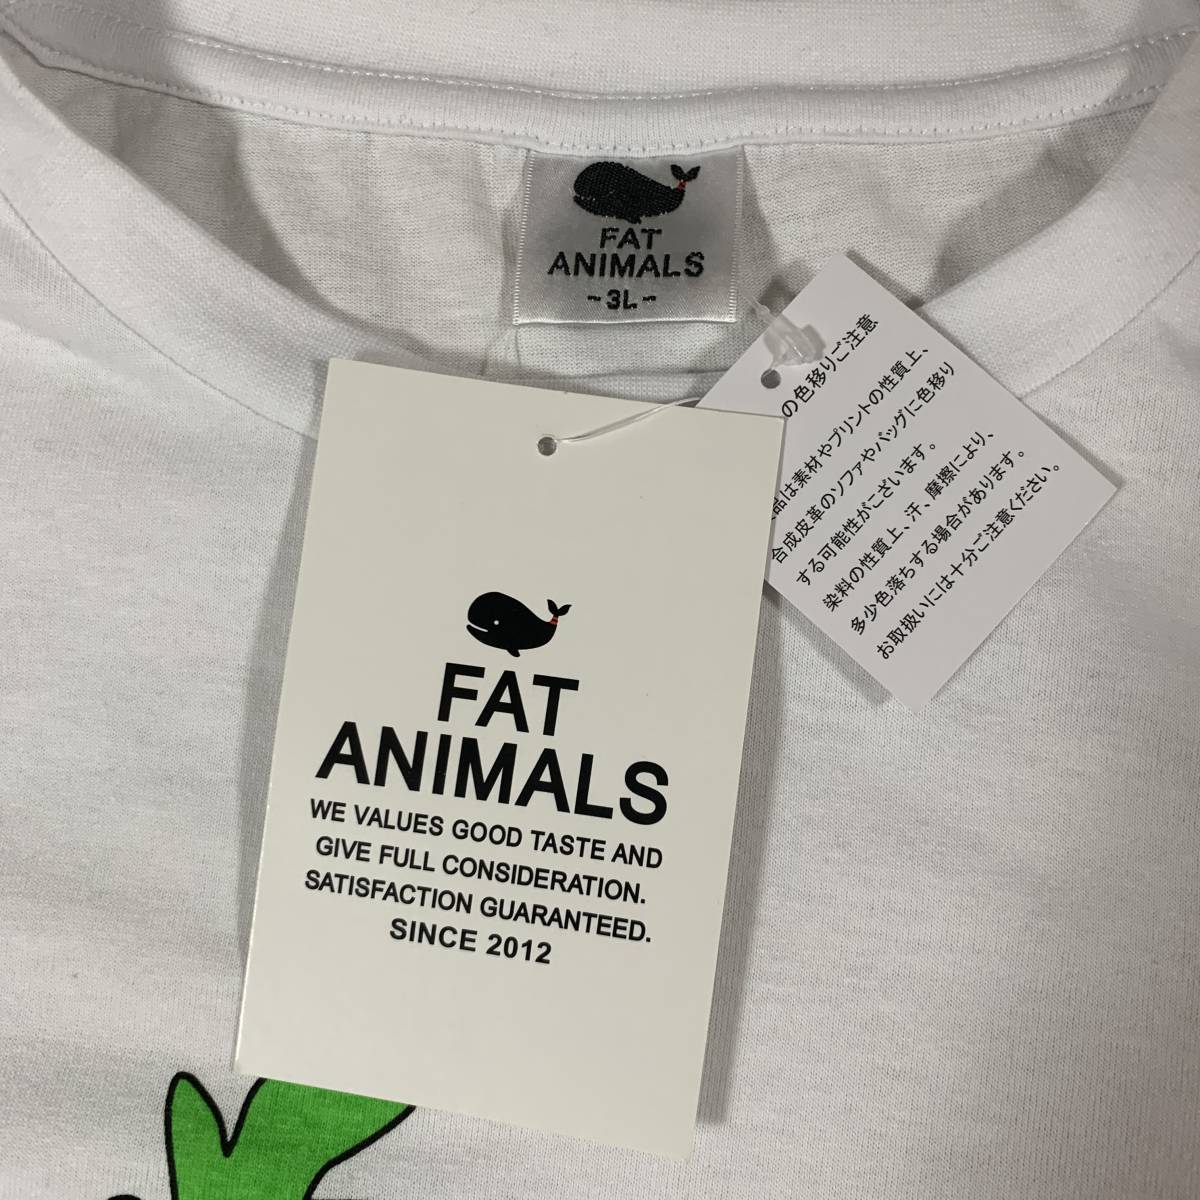 FAT
ANIMALS
-3L-
FAT
ANIMALS
WE VALUES GOOD TASTE AND
GIVE FULL CONSIDERATION.
SATISFACTION GUARANTEED.
SINCE 2012
の色移りご注意
品は素材やプリントの性質上、
合成皮革のソファやバッグに色移り
する可能性がございます。
染料の性質上、汗、摩擦により、
多少色落ちする場合があります。
お取扱いには十分ご注意ください。